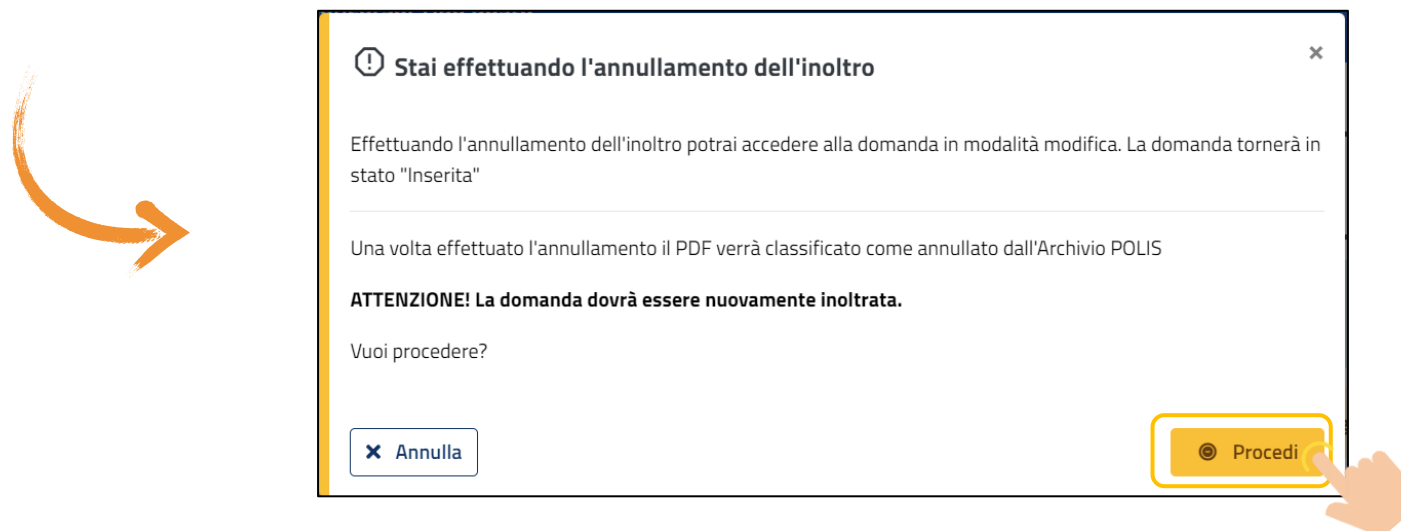 Stai effettuando l'annullamento dell'inoltro
Effettuando l'annullamento dell'inoltro potrai accedere alla domanda in modalità modifica. La domanda tornerà in
stato "Inserita"
Una volta effettuato l'annullamento il PDF verrà classificato come annullato dall'Archivio POLIS
ATTENZIONE! La domanda dovrà essere nuovamente inoltrata.
Vuoi procedere?
Annulla
Procedi